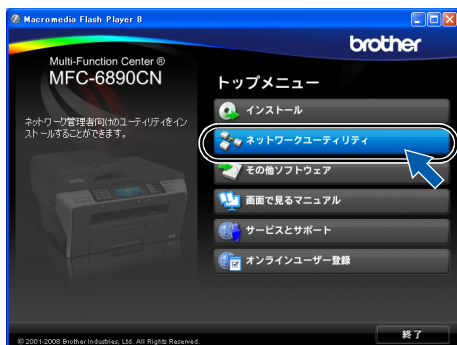 Macromedia Flash Player 8
brother
Multi-Function Center ®
MFC-6890CN
トップメニュー
インストール
ネットワーク管理者向けのユーティリティをイン
ストールすることができます。
ネットワークユーティリティ
その他ソフトウェア
画面で見るマニュアル
サービスとサポート
オンラインユーザー登録
© 2001-2008 Brother Industries, Ltd. All Rights Reserved.
終了